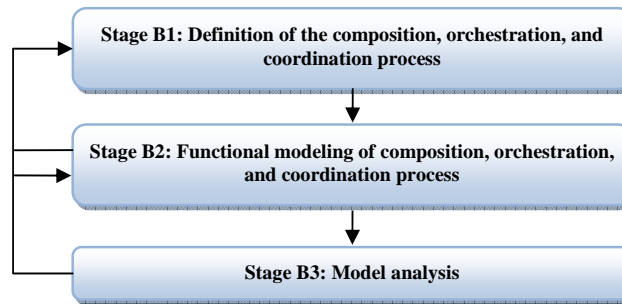 Stage B1: Definition of the composition, orchestration, and
coordination process
Stage B2: Functional modeling of composition, orchestration,
and coordination process
Stage B3: Model analysis